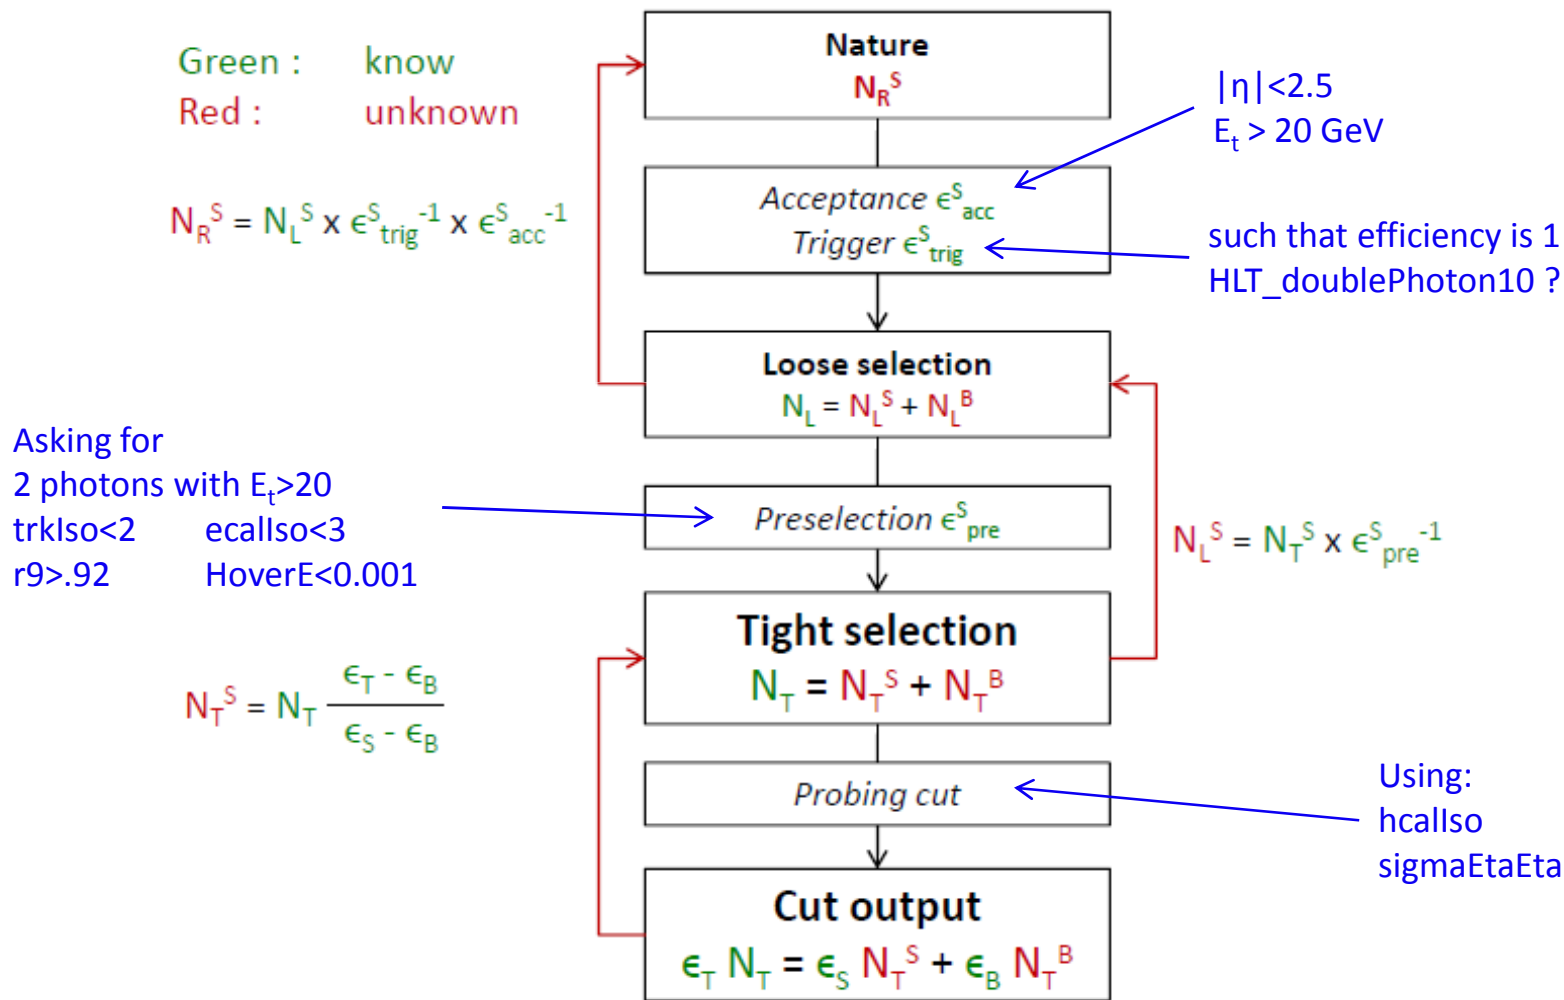 Green : know
Red : unknown
N_R^S = N_L^S x ϵ^S_trig^-1 x ϵ^S_acc^-1
Nature
N_R^S
|η|<2.5
E_t > 20 GeV
Acceptance ϵ^S_acc
Trigger ϵ^S_trig
such that efficiency is 1
HLT_doublePhoton10 ?
Loose selection
N_L = N_L^S + N_L^B
Asking for
2 photons with E_t>20
trkIso<2 ecalIso<3
r9>.92 HoverE<0.001
Preselection ϵ^S_pre
N_L^S = N_T^S x ϵ^S_pre^-1
Tight selection
N_T = N_T^S + N_T^B
N_T^S = N_T
ϵ_T - ϵ_B
ϵ_S - ϵ_B
Probing cut
Using:
hcalIso
sigmaEtaEta
Cut output
ϵ_T N_T = ϵ_S N_T^S + ϵ_B N_T^B